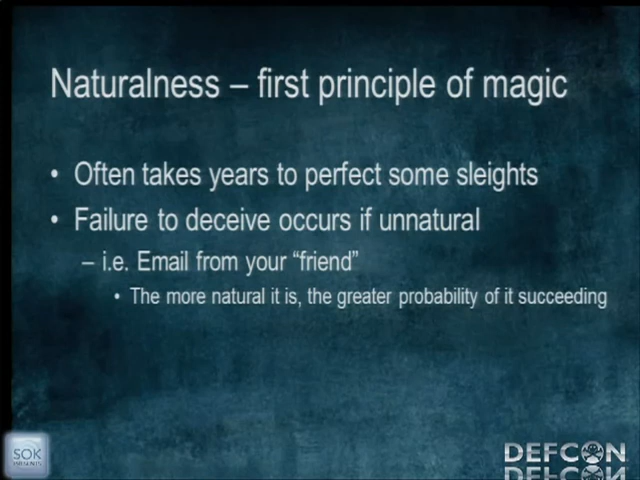 Naturalness – first principle of magic
• Often takes years to perfect some sleights
• Failure to deceive occurs if unnatural
– i.e. Email from your “friend”
• The more natural it is, the greater probability of it succeeding
SOK
PRESENTS
DEFCON